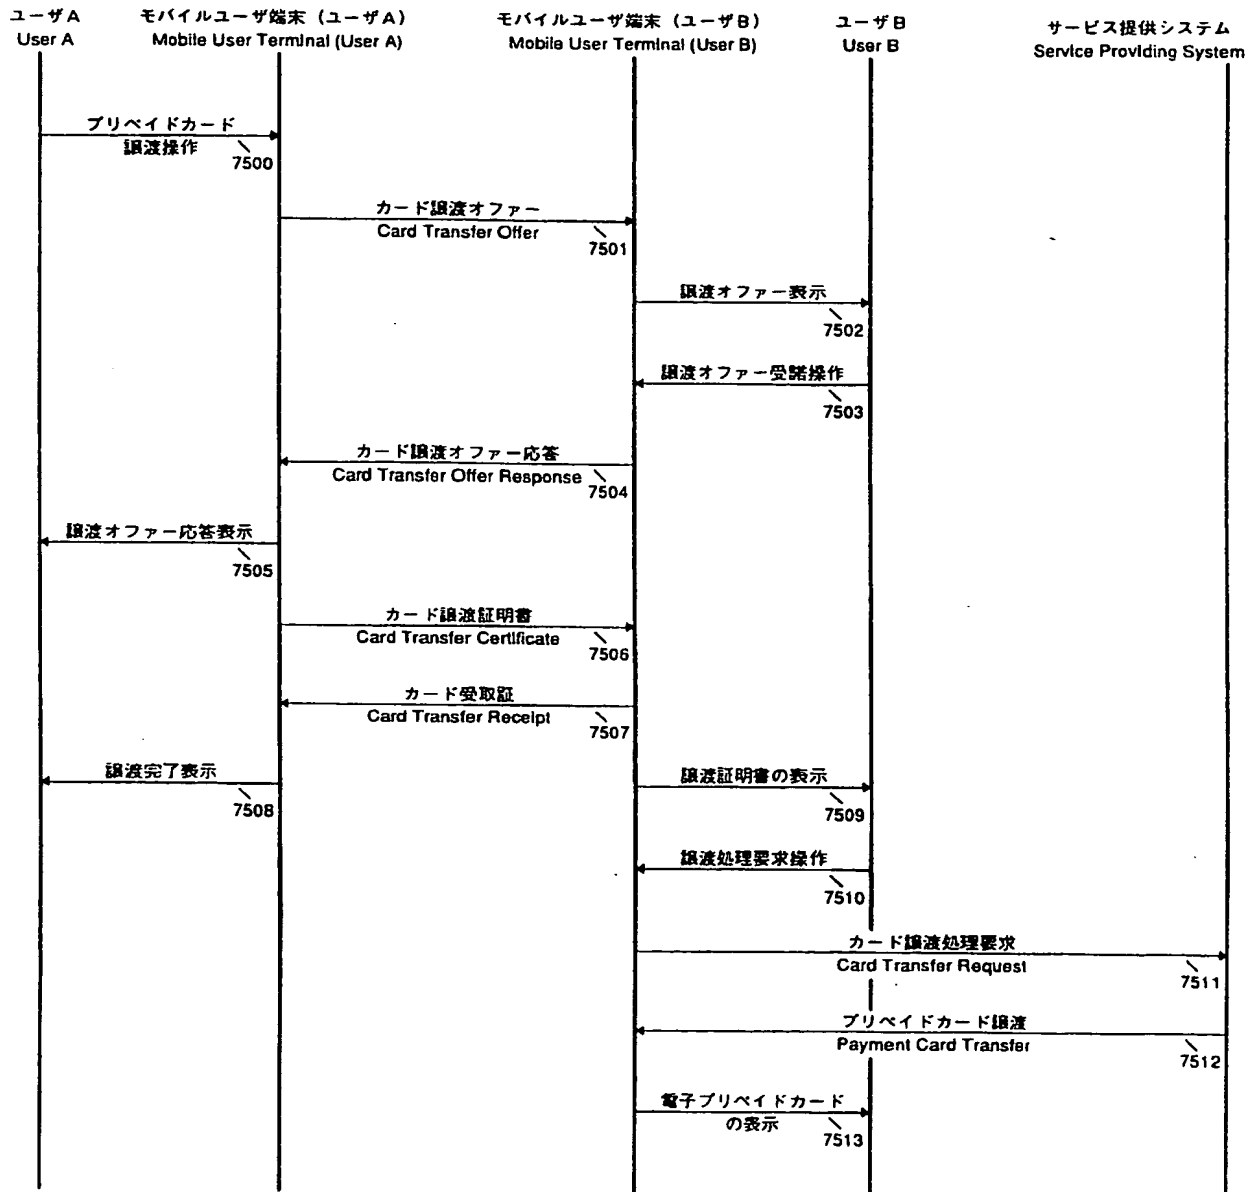 ユーザA
User A
モバイルユーザ端末（ユーザA）
Mobile User Terminal (User A)
モバイルユーザ端末（ユーザB）
Mobile User Terminal (User B)
ユーザB
User B
サービス提供システム
Service Providing System
プリペイドカード
譲渡操作
7500
カード譲渡オファー
Card Transfer Offer
7501
譲渡オファー表示
7502
譲渡オファー受諾操作
7503
カード譲渡オファー応答
Card Transfer Offer Response
7504
譲渡オファー応答表示
7505
カード譲渡証明書
Card Transfer Certificate
7506
カード受取証
Card Transfer Receipt
7507
譲渡完了表示
7508
譲渡証明書の表示
7509
譲渡処理要求操作
7510
カード譲渡処理要求
Card Transfer Request
7511
プリペイドカード譲渡
Payment Card Transfer
7512
電子プリペイドカード
の表示
7513